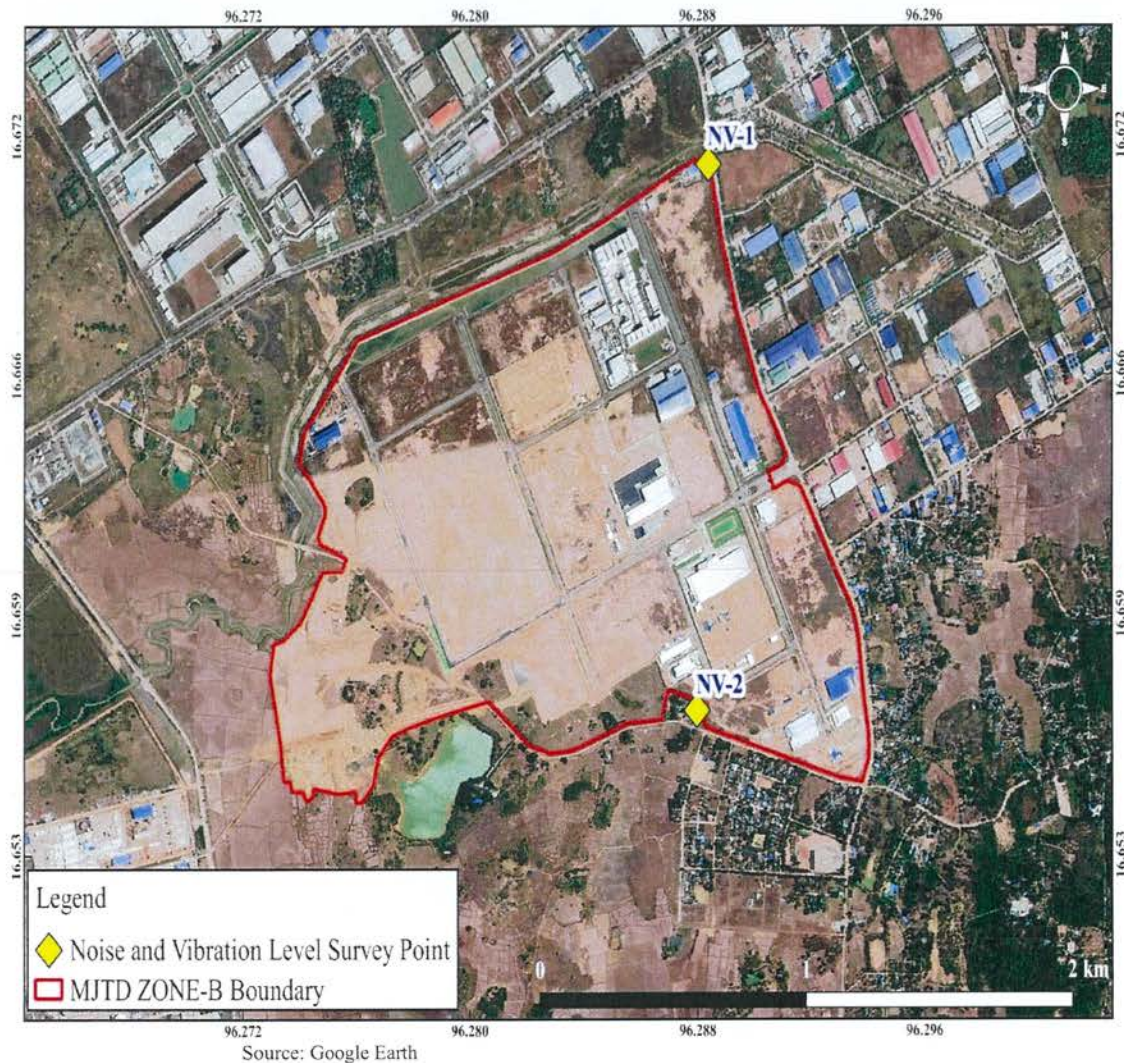 96.272 96.280 96.288 96.296
N
W E
S
16.672 16.672
NV-1
16.666 16.666
16.659 16.659
NV-2
16.653 16.653
Legend
Noise and Vibration Level Survey Point
MJTD ZONE-B Boundary
0 1 2 km
96.272 96.280 96.288 96.296
Source: Google Earth